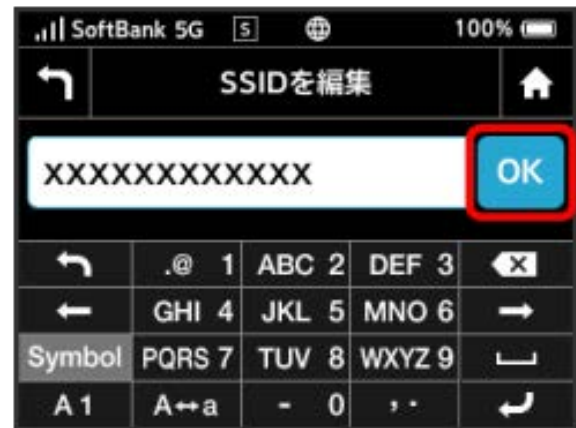 SoftBank 5G S 100%
SSIDを編集
XXXXXXXXXXXX OK
.@ 1 ABC 2 DEF 3
GHI 4 JKL 5 MNO 6
Symbol PQRS 7 TUV 8 WXYZ 9
A 1 A↔a - 0 , .